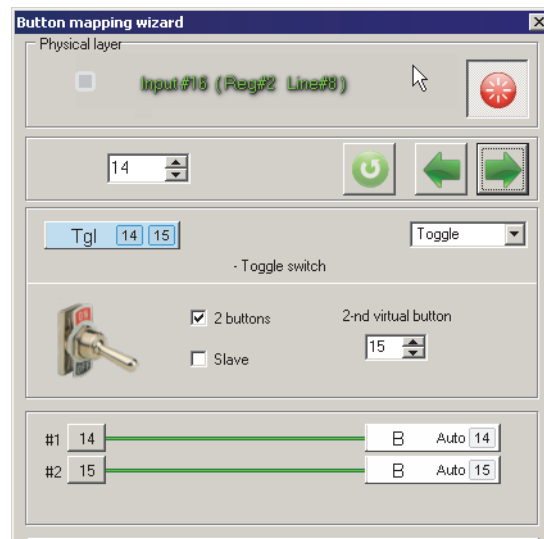 Button mapping wizard
Physical layer
Input#16 (Reg#2 Line#8)
14
Tgl 14 15
Toggle
- Toggle switch
2 buttons
2-nd virtual button
Slave
15
#1 14 B Auto 14
#2 15 B Auto 15